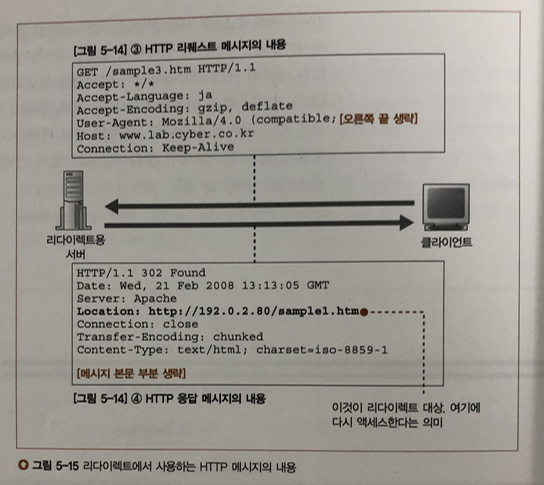 [그림 5-14] ③ HTTP 리퀘스트 메시지의 내용
GET /sample3.htm HTTP/1.1
Accept: */*
Accept-Language: ja
Accept-Encoding: gzip, deflate
User-Agent: Mozilla/4.0 (compatible; [오른쪽 끝 생략]
Host: www.lab.cyber.co.kr
Connection: Keep-Alive
리다이렉트용
서버
클라이언트
HTTP/1.1 302 Found
Date: Wed, 21 Feb 2008 13:13:05 GMT
Server: Apache
Location: http://192.0.2.80/sample1.htm
Connection: close
Transfer-Encoding: chunked
Content-Type: text/html; charset=iso-8859-1
[메시지 본문 부분 생략]
[그림 5-14] ④ HTTP 응답 메시지의 내용
이것이 리다이렉트 대상, 여기에
다시 액세스한다는 의미
그림 5-15 리다이렉트에서 사용하는 HTTP 메시지의 내용